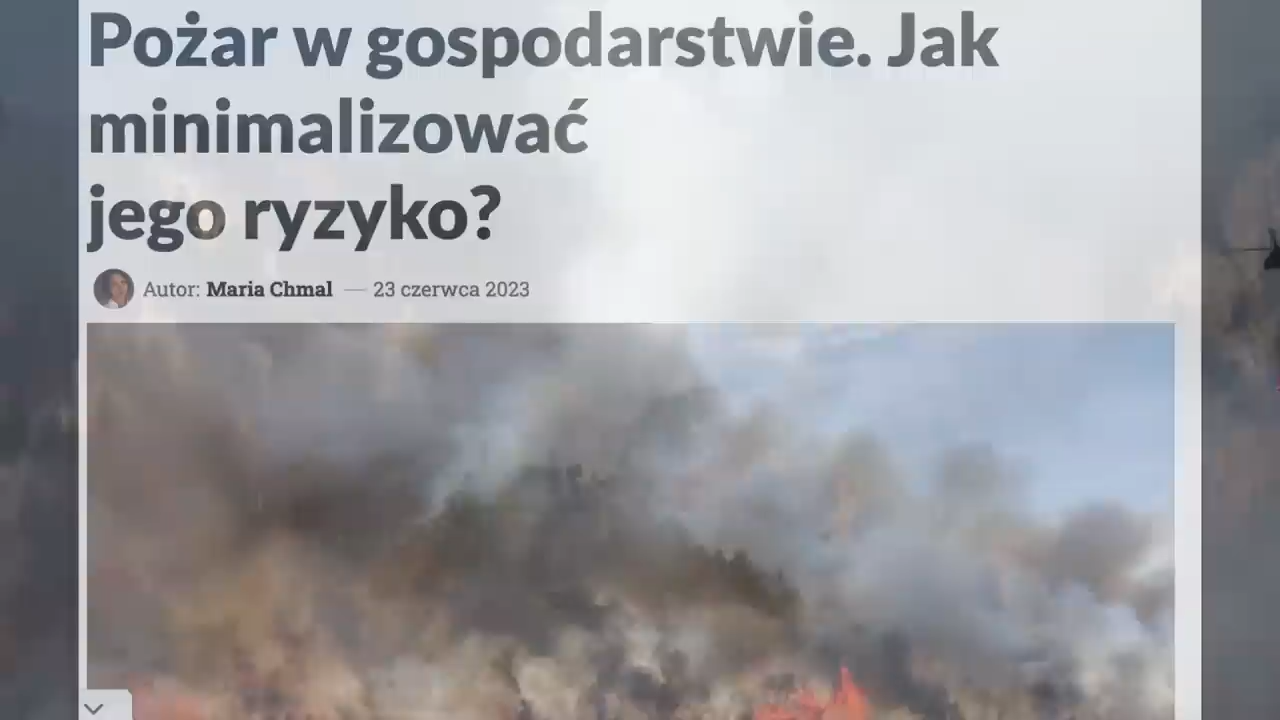 Pożar w gospodarstwie. Jak
minimalizować
jego ryzyko?
Autor: Maria Chmal — 23 czerwca 2023